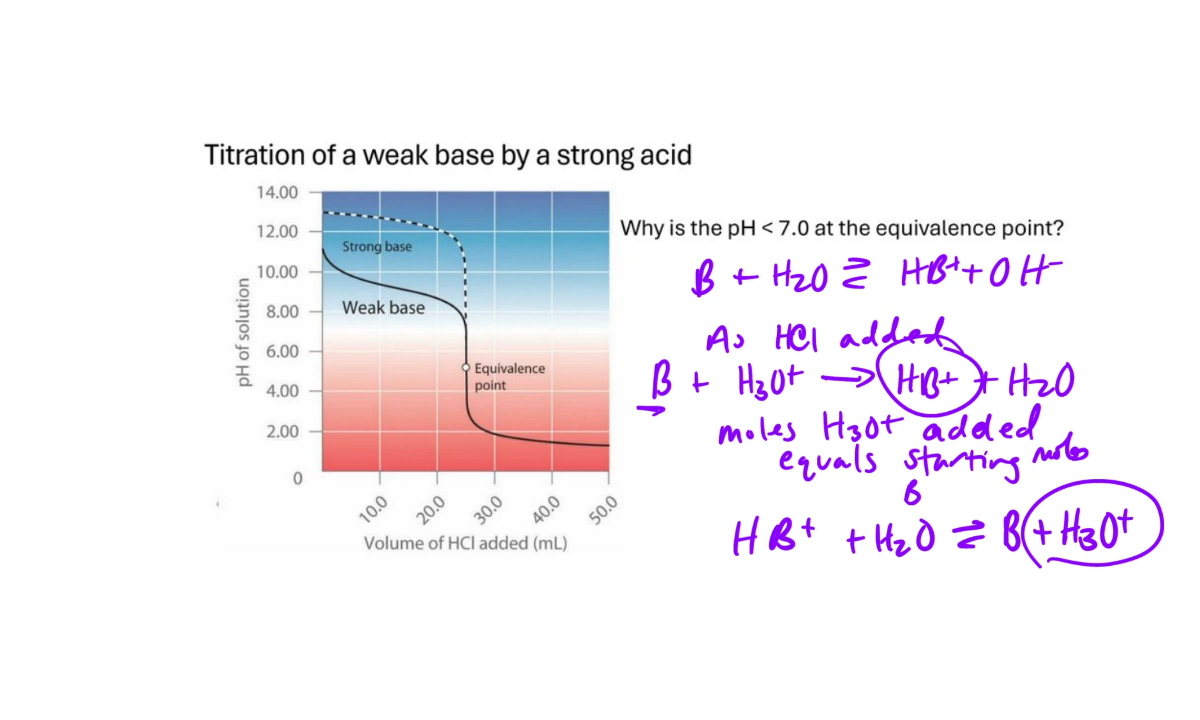 Titration of a weak base by a strong acid
14.00
12.00
10.00
8.00
6.00
4.00
2.00
0
pH of solution
Strong base
Weak base
Equivalence
point
10.0
20.0
30.0
40.0
50.0
Volume of HCl added (mL)
Why is the pH < 7.0 at the equivalence point?
B + H₂O ⇌ HB⁺ + OH⁻
As HCl added
B + H₃O⁺ → HB⁺ + H₂O
moles H₃O⁺ added
equals starting moles
B
HB⁺ + H₂O ⇌ B + H₃O⁺